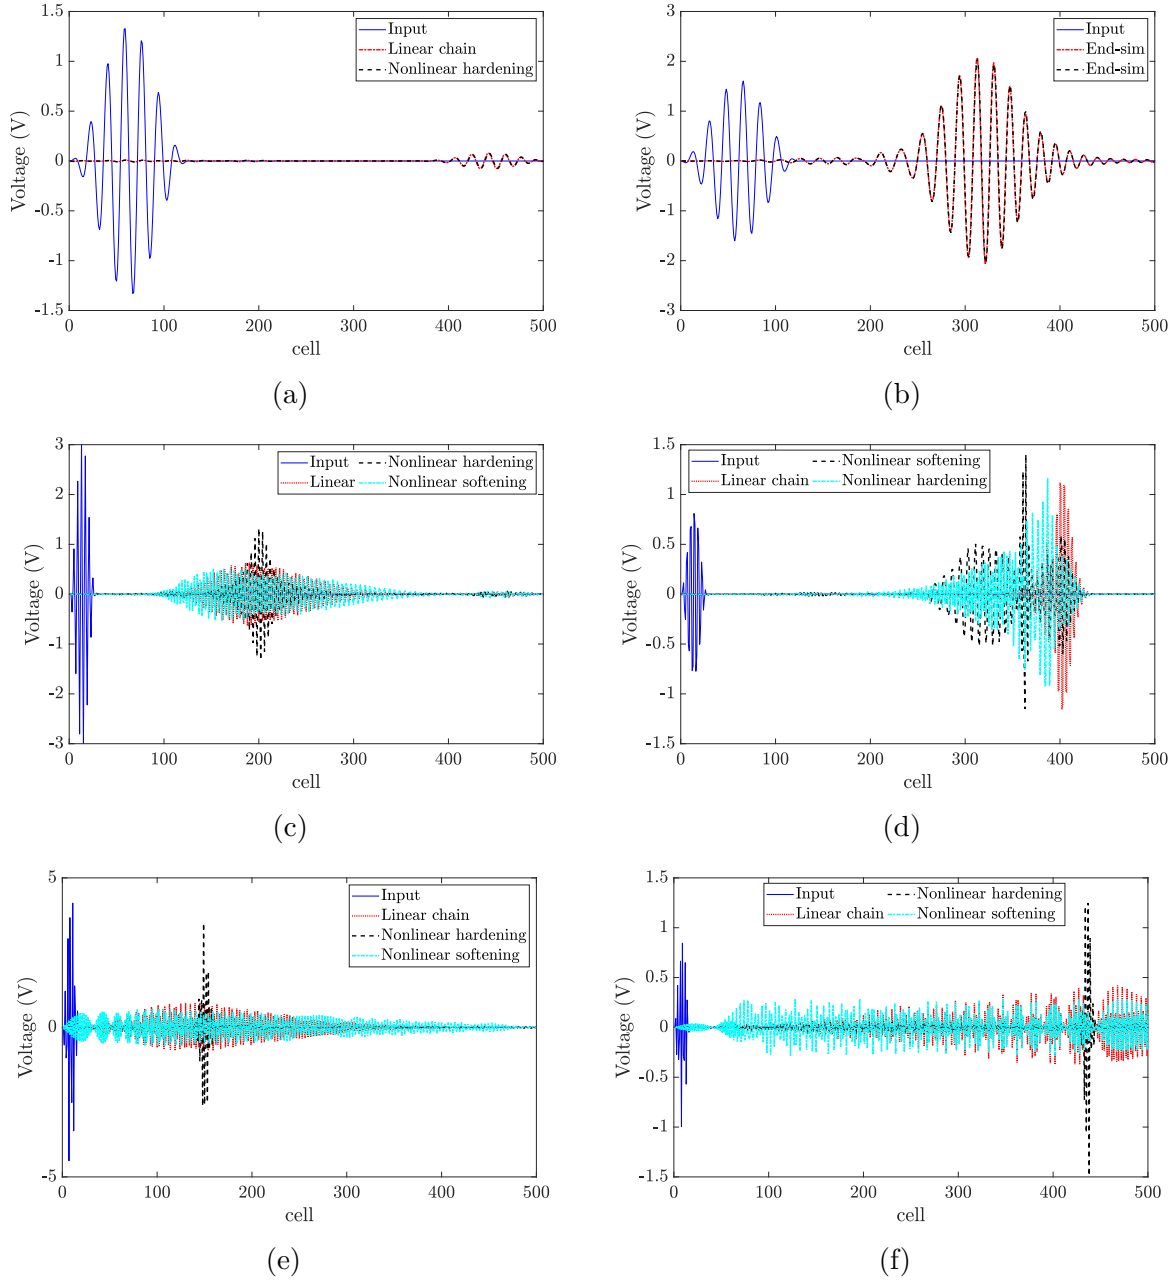 1.5
1
0.5
0
-0.5
-1
-1.5
Voltage (V)
Input
Linear chain
Nonlinear hardening
0 100 200 300 400 500
cell
(a)
3
2
1
0
-1
-2
-3
Voltage (V)
Input
End-sim
End-sim
0 100 200 300 400 500
cell
(b)
3
2
1
0
-1
-2
-3
Voltage (V)
Input Nonlinear hardening
Linear Nonlinear softening
0 100 200 300 400 500
cell
(c)
1.5
1
0.5
0
-0.5
-1
-1.5
Voltage (V)
Input Nonlinear softening
Linear chain Nonlinear hardening
0 100 200 300 400 500
cell
(d)
5
0
-5
Voltage (V)
Input
Linear chain
Nonlinear hardening
Nonlinear softening
0 100 200 300 400 500
cell
(e)
1.5
1
0.5
0
-0.5
-1
-1.5
Voltage (V)
Input Nonlinear hardening
Linear chain Nonlinear softening
0 100 200 300 400 500
cell
(f)